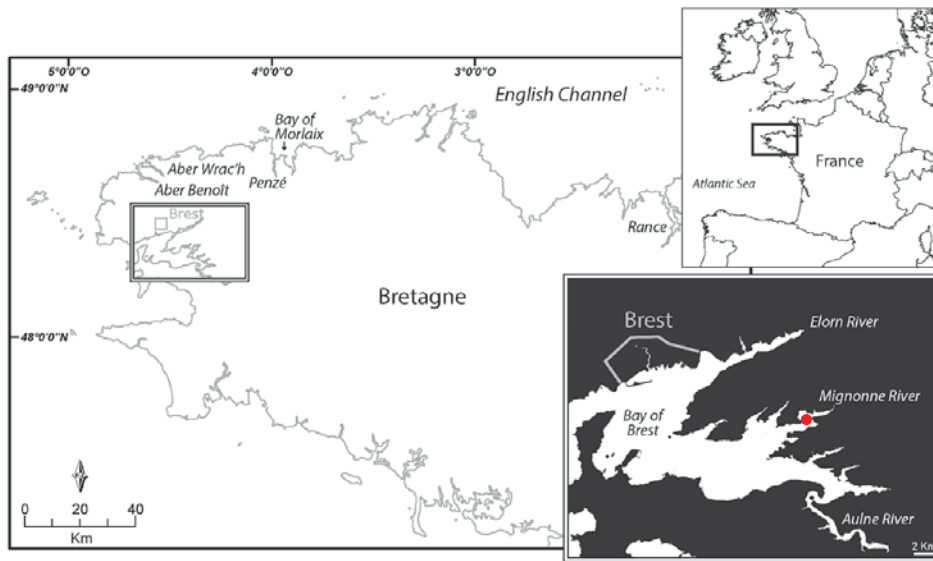 5°0'0"O
4°0'0"O
3°0'0"O
49°0'0"N
English Channel
Bay of
Morlaix
Aber Wrac'h
Penzé
Aber Benoît
Brest
Rance
Bretagne
48°0'0"N
0 20 40
Km
France
Atlantic Sea
Brest
Elorn River
Mignonne River
Bay of
Brest
Aulne River
2 Km